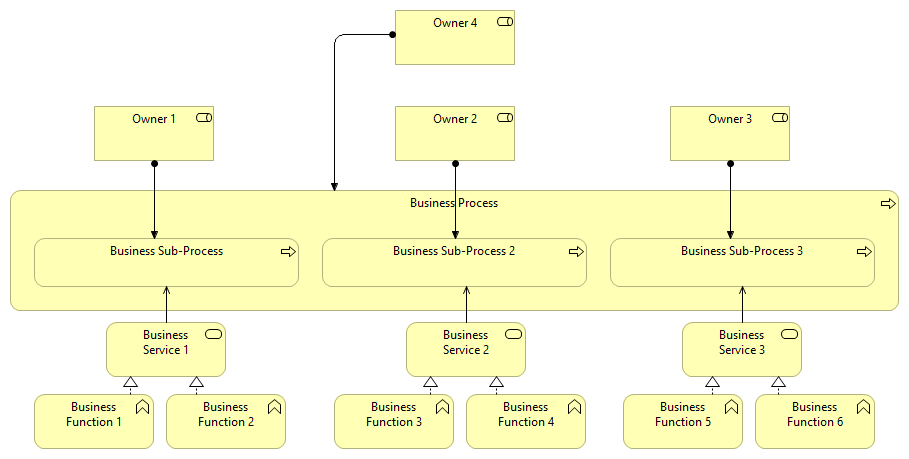 Owner 4
Owner 1
Owner 2
Owner 3
Business Process
Business Sub-Process
Business Sub-Process 2
Business Sub-Process 3
Business
Service 1
Business
Service 2
Business
Service 3
Business
Function 1
Business
Function 2
Business
Function 3
Business
Function 4
Business
Function 5
Business
Function 6